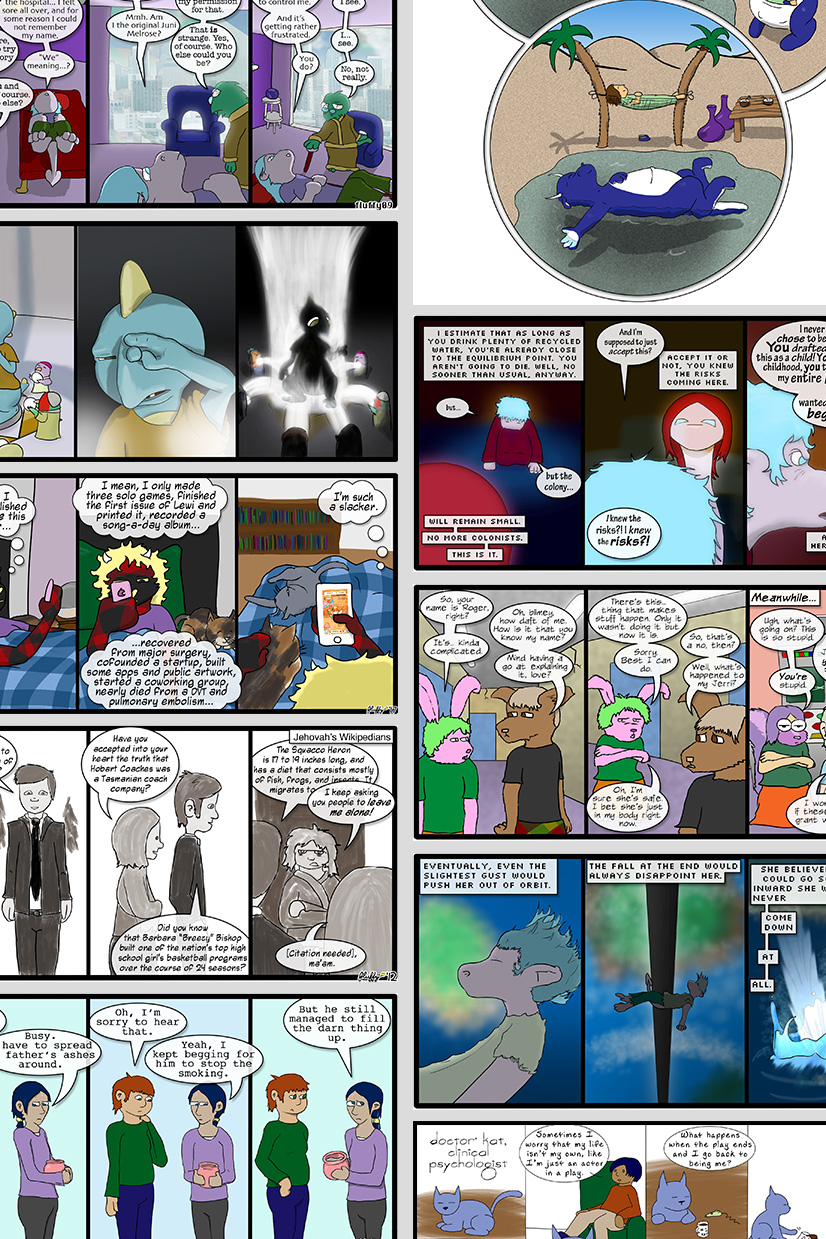 the hospital... I felt
sore all over, and for
some reason I could
not remember
my name.
"We"
meaning...?
Mmh. Am
I the original Juni
Melrose?
my permission
for that.
That is
strange. Yes,
of course. Who
else could you
be?
to control me.
And it's
getting rather
frustrated.
You
do?
I see.
I...
see.
No, not
really.
fluffy09
I mean, I only made
three solo games, finished
the first issue of Lewi and
printed it, recorded a
song-a-day album...
...recovered
from major surgery,
cofounded a startup, built
some apps and public artwork,
started a coworking group,
nearly died from a DVT and
pulmonary embolism...
I'm such
a slacker.
Have you
accepted into your
heart the truth that
Hobart Coaches was
a Tasmanian coach
company?
Did you know
that Barbara "Breezy" Bishop
built one of the nation's top high
school girl's basketball programs
over the course of 24 seasons?
Jehovah's Wikipedians
The Squacco Heron
is 17 to 19 inches long, and
has a diet that consists mostly
of fish, frogs, and insects. It
migrates to
I keep asking
you people to leave
me alone!
[Citation needed],
ma'am.
Busy.
have to spread
father's ashes
around.
Oh, I'm
sorry to hear
that.
Yeah, I
kept begging for
him to stop the
smoking.
But he still
managed to fill
the darn thing
up.
I ESTIMATE THAT AS LONG AS
YOU DRINK PLENTY OF RECYCLED
WATER, YOU'RE ALREADY CLOSE
TO THE EQUILIBRIUM POINT. YOU
AREN'T GOING TO DIE. WELL, NO
SOONER THAN USUAL, ANYWAY.
but...
but the
colony...
WILL REMAIN SMALL.
NO MORE COLONISTS.
THIS IS IT.
And I'm
supposed to just
accept this?
ACCEPT IT OR
NOT, YOU KNEW
THE RISKS
COMING HERE.
I knew the
risks?! I knew
the risks?!
I never
chose to be
You drafted
this as a child! Yo
childhood, you t
my entire
wanted
beg
So, your
name is Roger,
right?
It's... kinda
complicated.
Oh, blimey,
how daft of me.
How is it that you
know my name?
Mind having a
go at explaining
it, love?
There's this...
thing that makes
stuff happen. Only it
wasn't doing it but
now it is.
Sorry.
Best I can
do.
So, that's
a no, then?
Well, what's
happened to
my Jerri?
Oh, I'm
sure she's safe.
I bet she's just
in my body right
now.
Meanwhile...
Ugh, what's
going on? This
is so stupid.
You're
stupid.
EVENTUALLY, EVEN THE
SLIGHTEST GUST WOULD
PUSH HER OUT OF ORBIT.
THE FALL AT THE END WOULD
ALWAYS DISAPPOINT HER.
SHE BELIEVE
COULD GO S
INWARD SHE W
NEVER
COME
DOWN
AT
ALL.
doctor kat,
clinical
psychologist
Sometimes I
worry that my life
isn't my own, like
I'm just an actor
in a play.
What happens
when the play ends
and I go back to
being me?